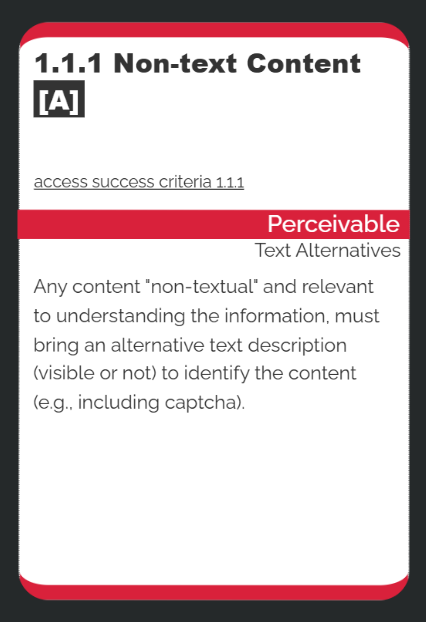 1.1.1 Non-text Content
[A]
access success criteria 1.1.1
Perceivable
Text Alternatives
Any content "non-textual" and relevant
to understanding the information, must
bring an alternative text description
(visible or not) to identify the content
(e.g., including captcha).